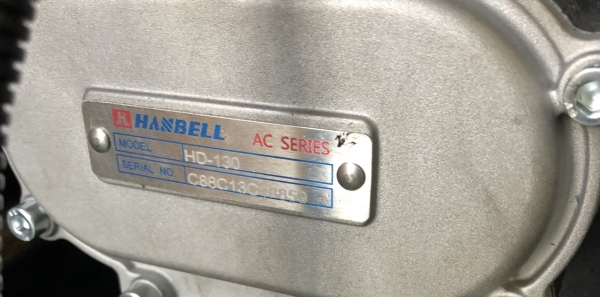 HANBELL AC SERIES
MODEL HD-130
SERIAL NO.